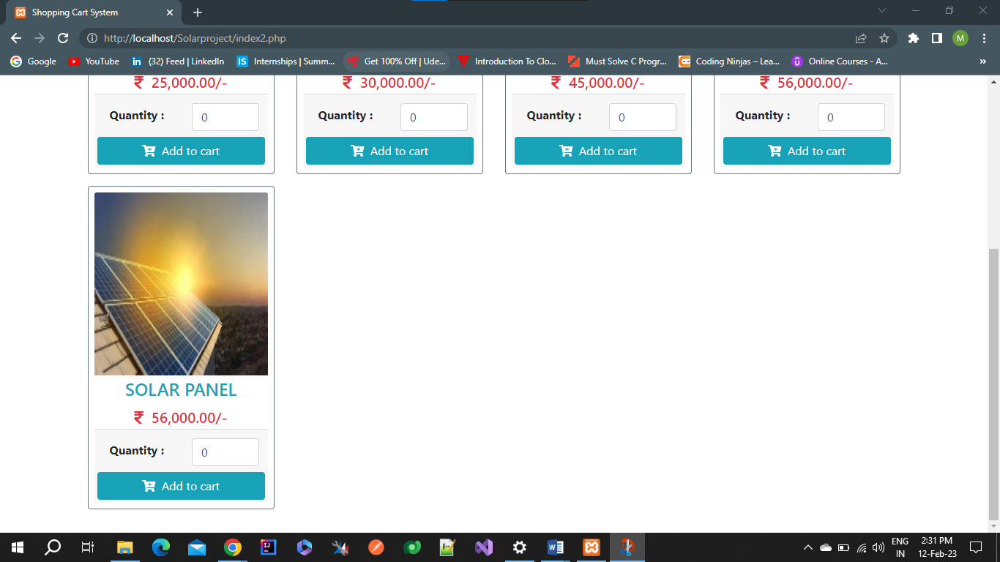 Shopping Cart System
http://localhost/Solarproject/index2.php
M
Google YouTube (32) Feed | LinkedIn Internships | Summ... Get 100% Off | Ude... Introduction To Clo... Must Solve C Progr... Coding Ninjas – Lea... Online Courses - A... »
₹ 25,000.00/- ₹ 30,000.00/- ₹ 45,000.00/- ₹ 56,000.00/-
Quantity : 0 Quantity : 0 Quantity : 0 Quantity : 0
Add to cart Add to cart Add to cart Add to cart
SOLAR PANEL
₹ 56,000.00/-
Quantity : 0
Add to cart
ENG 2:31 PM
IN 12-Feb-23